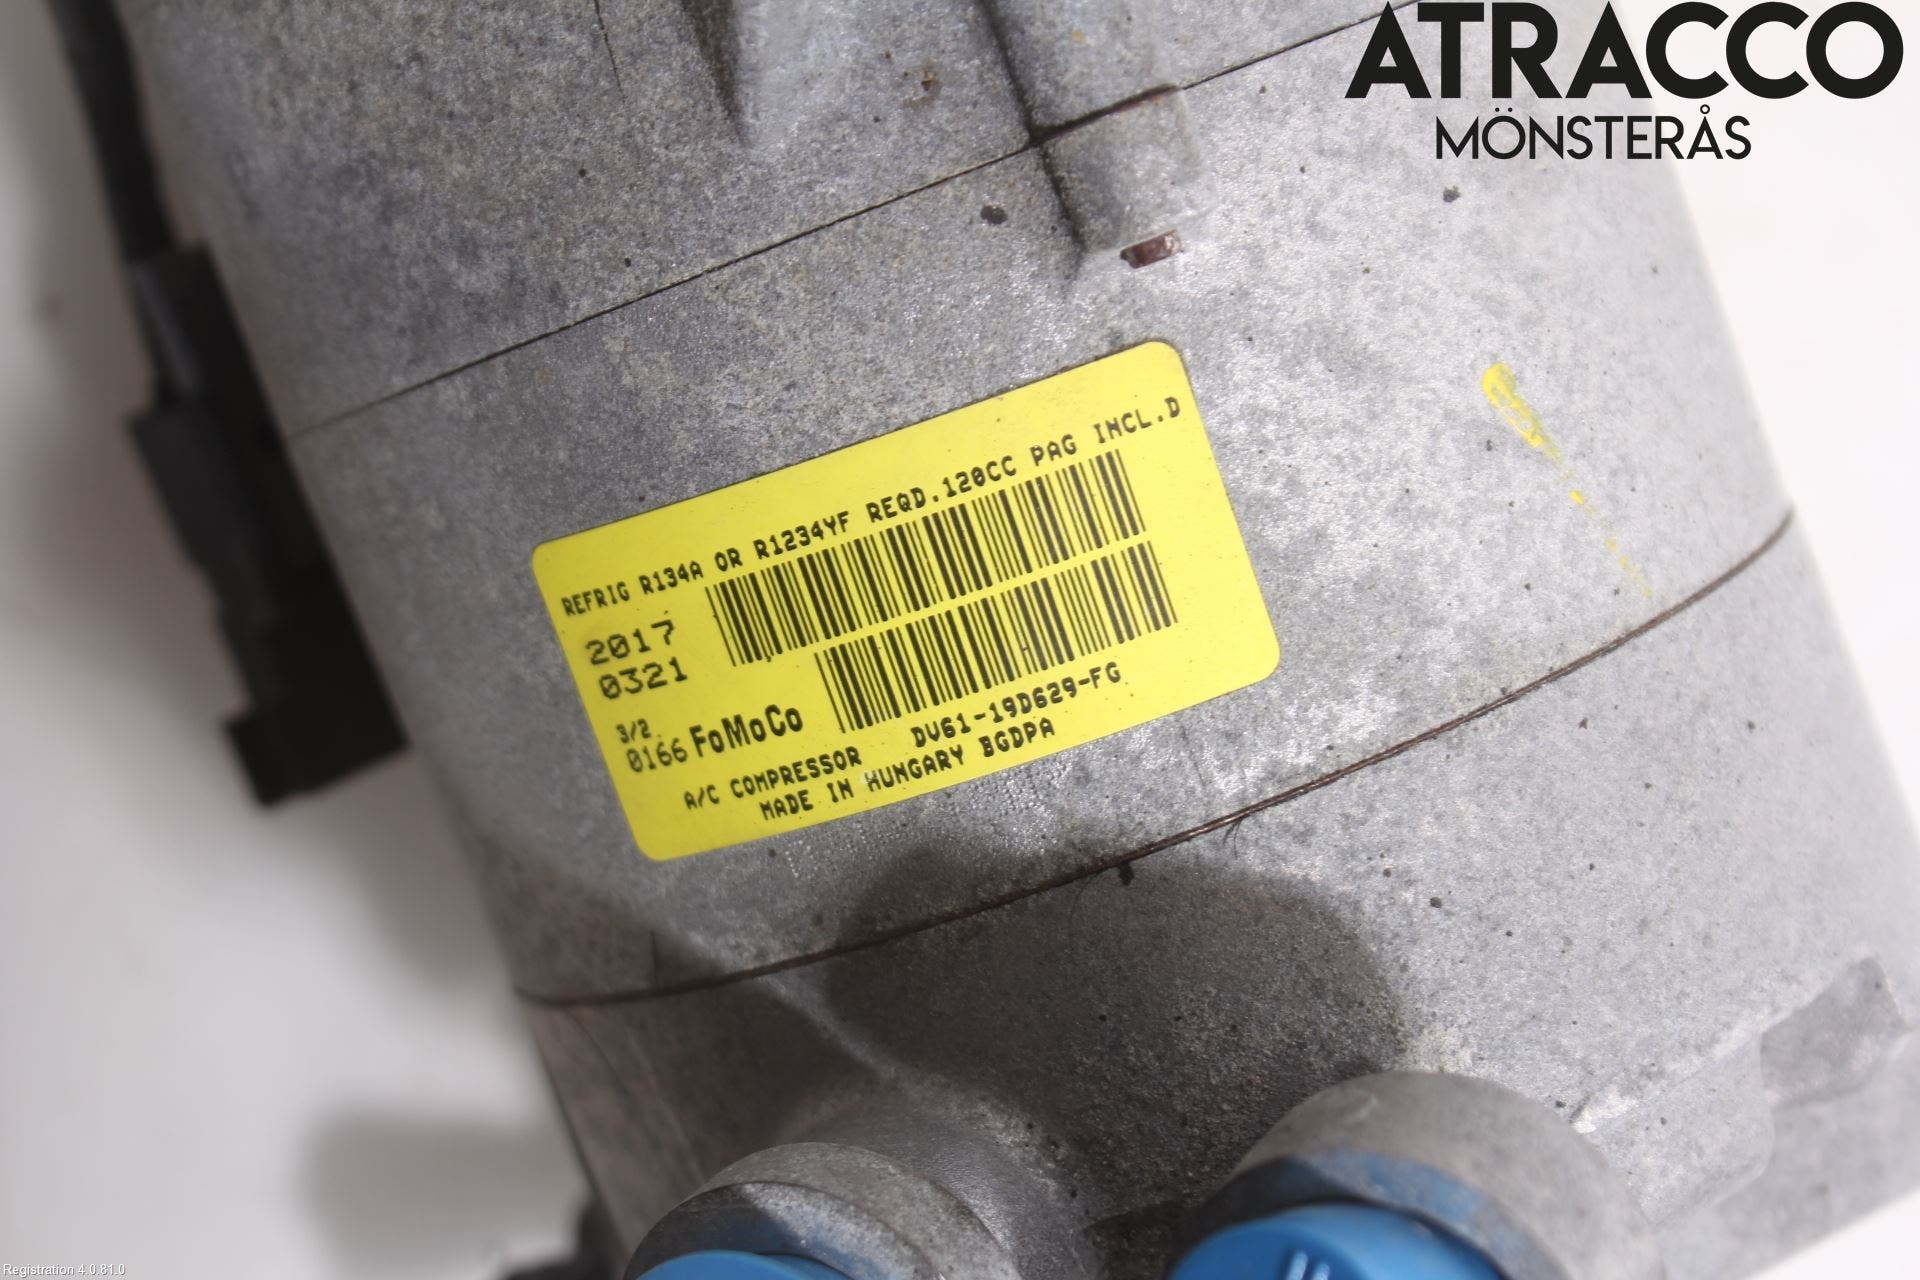 ATRACCO
MÖNSTERÅS
REFRIG R134A OR R1234YF REQD.120CC PAG INCL.D
2017
0321
3/2
0166 FoMoCo
A/C COMPRESSOR DV61-19D629-FG
MADE IN HUNGARY BGDPA
Registration 4.0.81.0